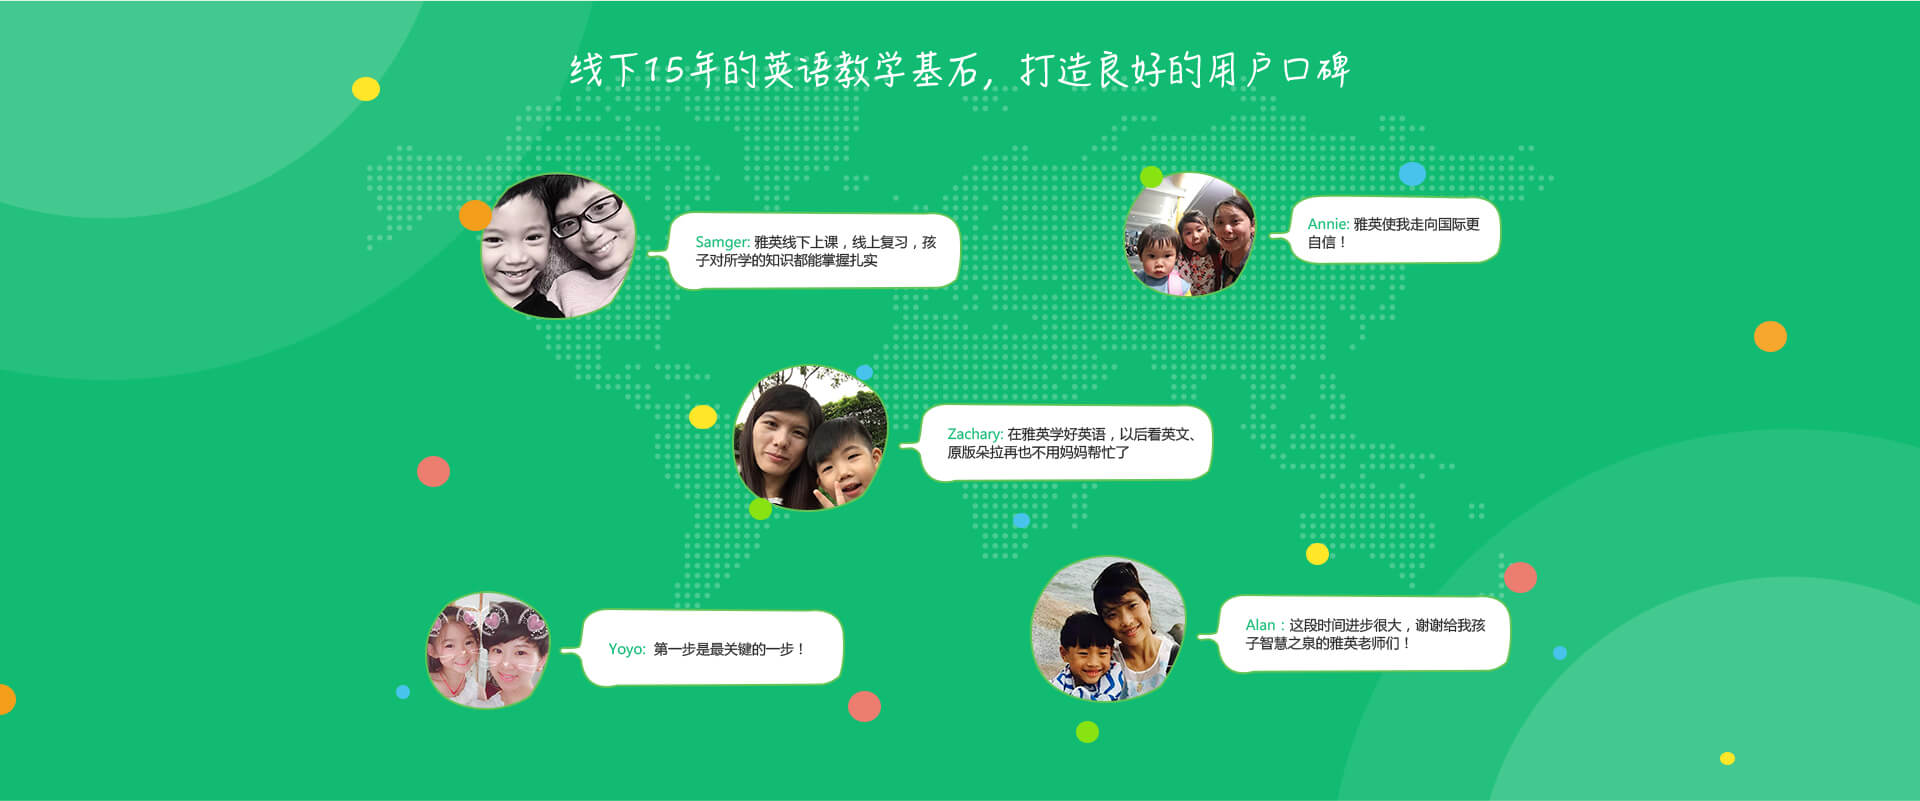 线下15年的英语教学基石，打造良好的用户口碑
Samger: 雅英线下上课，线上复习，孩
子对所学的知识都能掌握扎实
Annie: 雅英使我走向国际更
自信！
Zachary: 在雅英学好英语，以后看英文、
原版朵拉再也不用妈妈帮忙了
Yoyo: 第一步是最关键的一步！
Alan：这段时间进步很大，谢谢给我孩
子智慧之泉的雅英老师们！